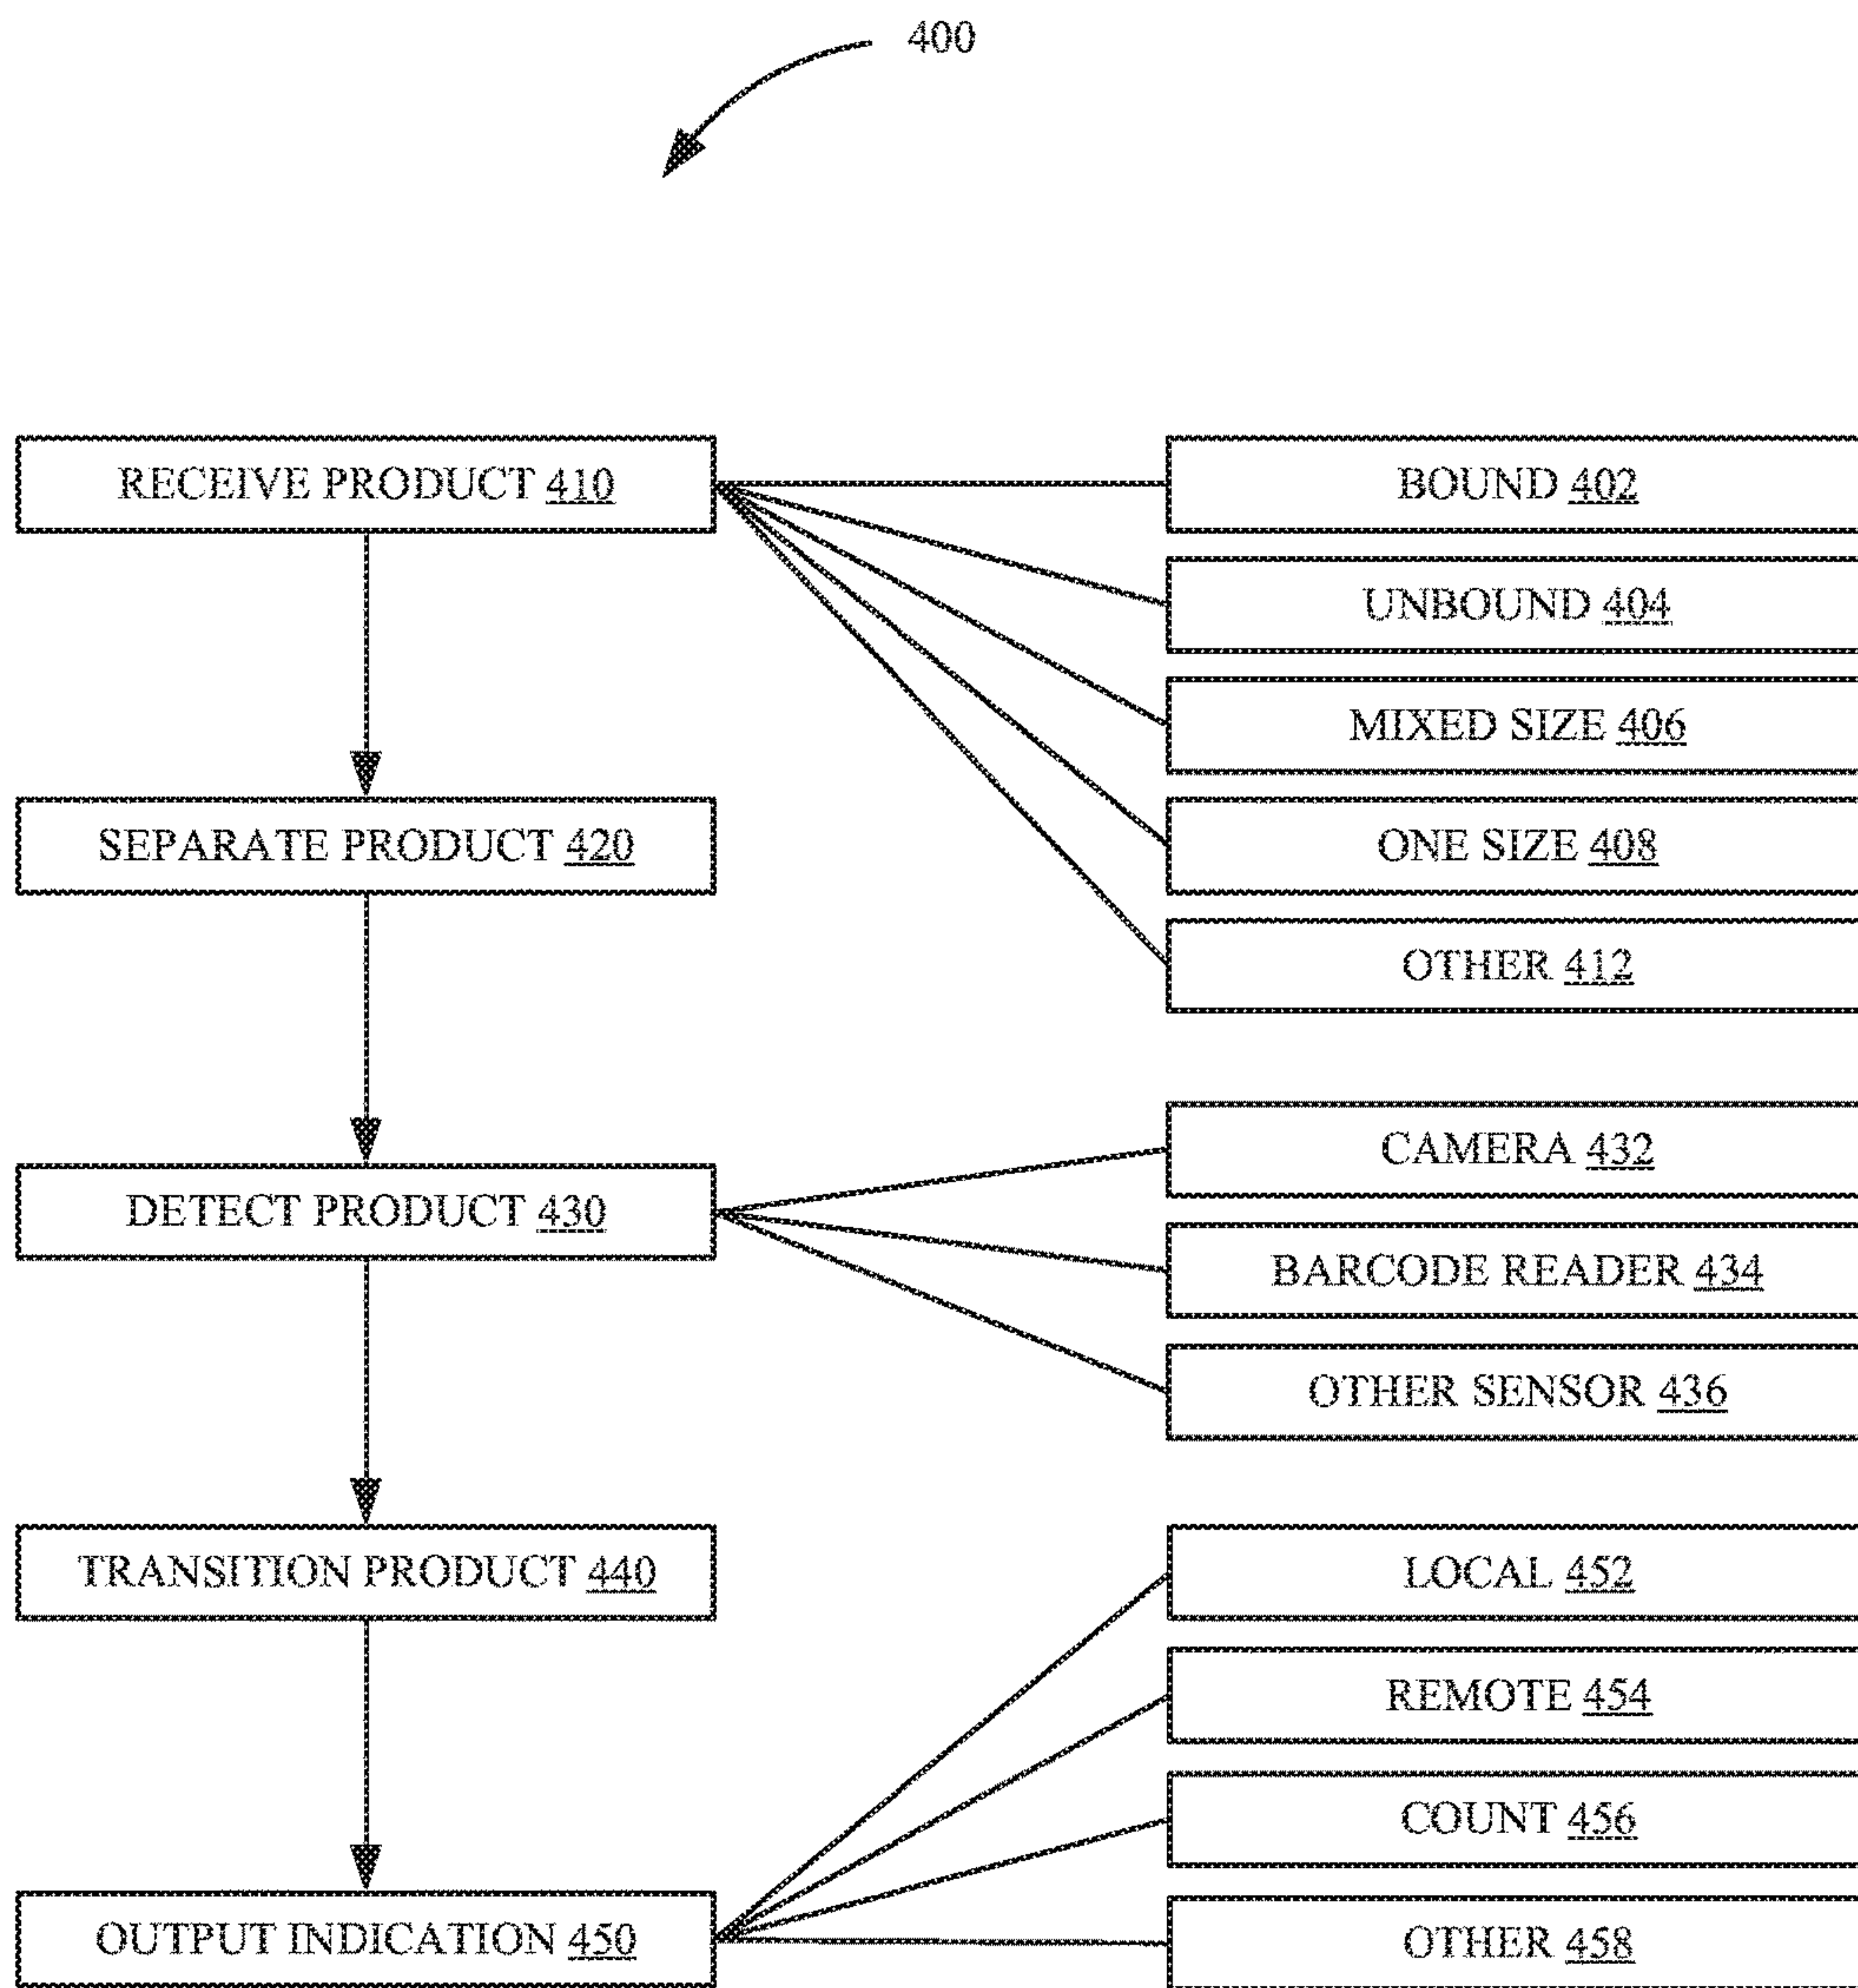 400
RECEIVE PRODUCT 410
BOUND 402
UNBOUND 404
MIXED SIZE 406
SEPARATE PRODUCT 420
ONE SIZE 408
OTHER 412
CAMERA 432
DETECT PRODUCT 430
BARCODE READER 434
OTHER SENSOR 436
TRANSITION PRODUCT 440
LOCAL 452
REMOTE 454
COUNT 456
OUTPUT INDICATION 450
OTHER 458